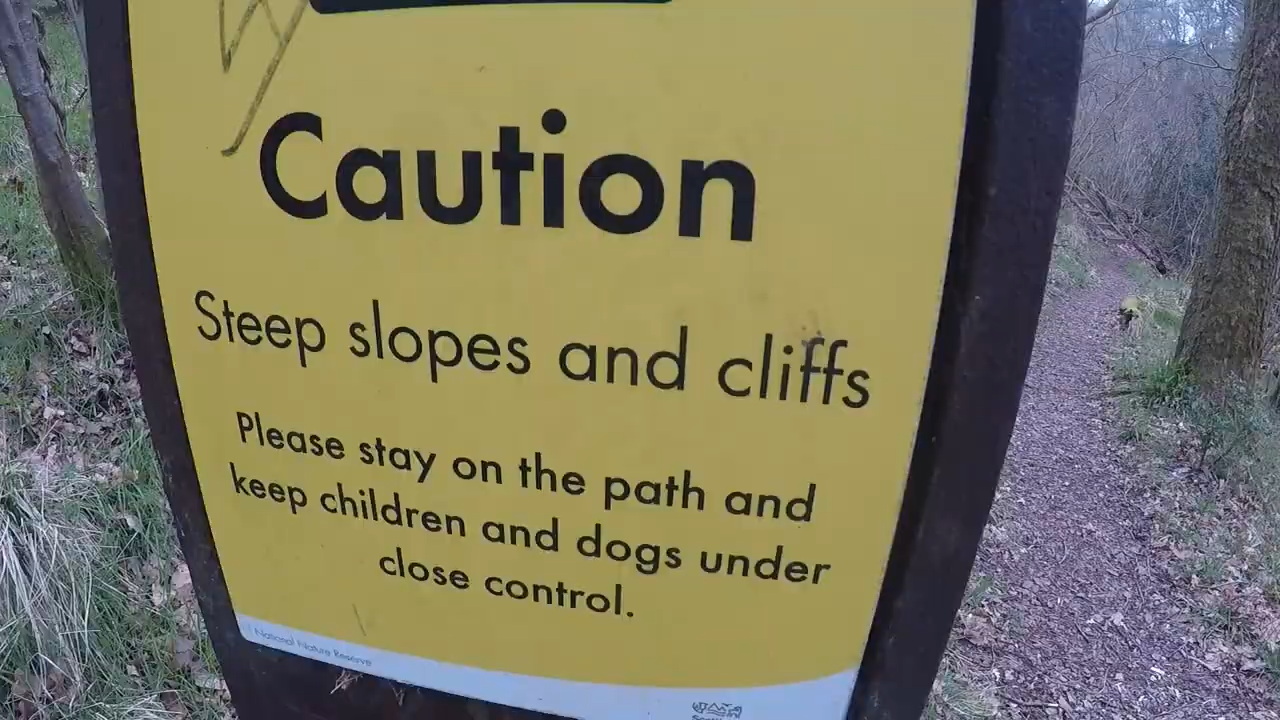 Caution
Steep slopes and cliffs
Please stay on the path and
keep children and dogs under
close control.
National Nature Reserve